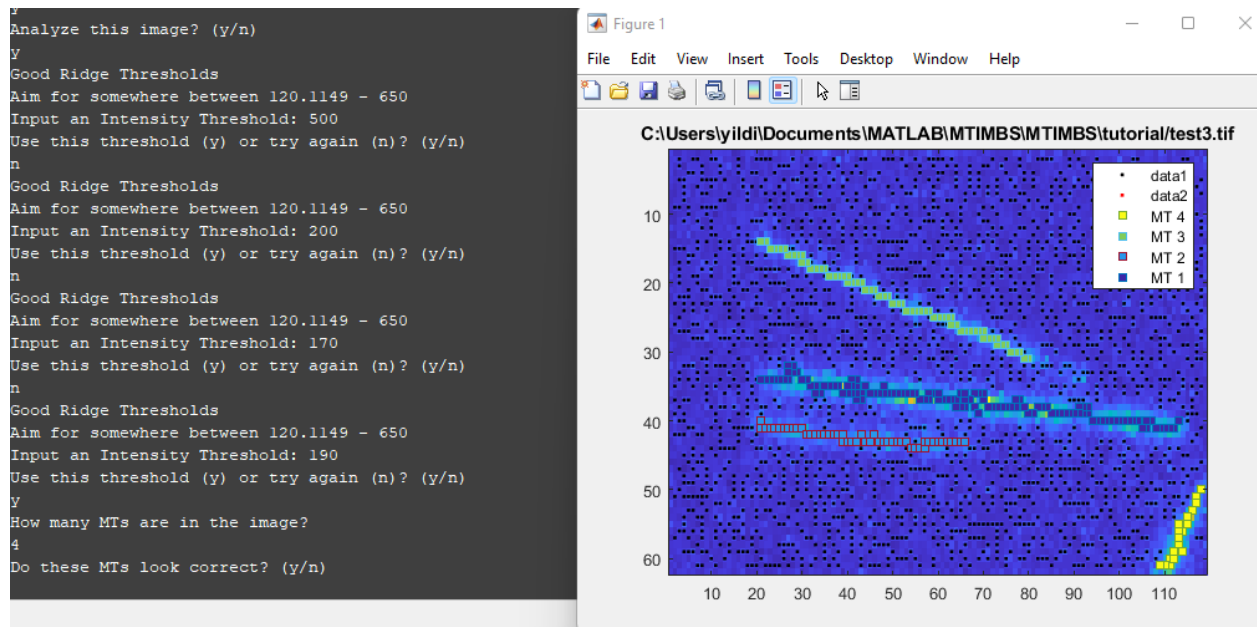 y
Analyze this image? (y/n)
y
Good Ridge Thresholds
Aim for somewhere between 120.1149 - 650
Input an Intensity Threshold: 500
Use this threshold (y) or try again (n)? (y/n)
n
Good Ridge Thresholds
Aim for somewhere between 120.1149 - 650
Input an Intensity Threshold: 200
Use this threshold (y) or try again (n)? (y/n)
n
Good Ridge Thresholds
Aim for somewhere between 120.1149 - 650
Input an Intensity Threshold: 170
Use this threshold (y) or try again (n)? (y/n)
n
Good Ridge Thresholds
Aim for somewhere between 120.1149 - 650
Input an Intensity Threshold: 190
Use this threshold (y) or try again (n)? (y/n)
y
How many MTs are in the image?
4
Do these MTs look correct? (y/n)
Figure 1
File Edit View Insert Tools Desktop Window Help
C:\Users\yildi\Documents\MATLAB\MTIMBS\MTIMBS\tutorial/test3.tif
data1
data2
MT 4
MT 3
MT 2
MT 1
10
20
30
40
50
60
10 20 30 40 50 60 70 80 90 100 110